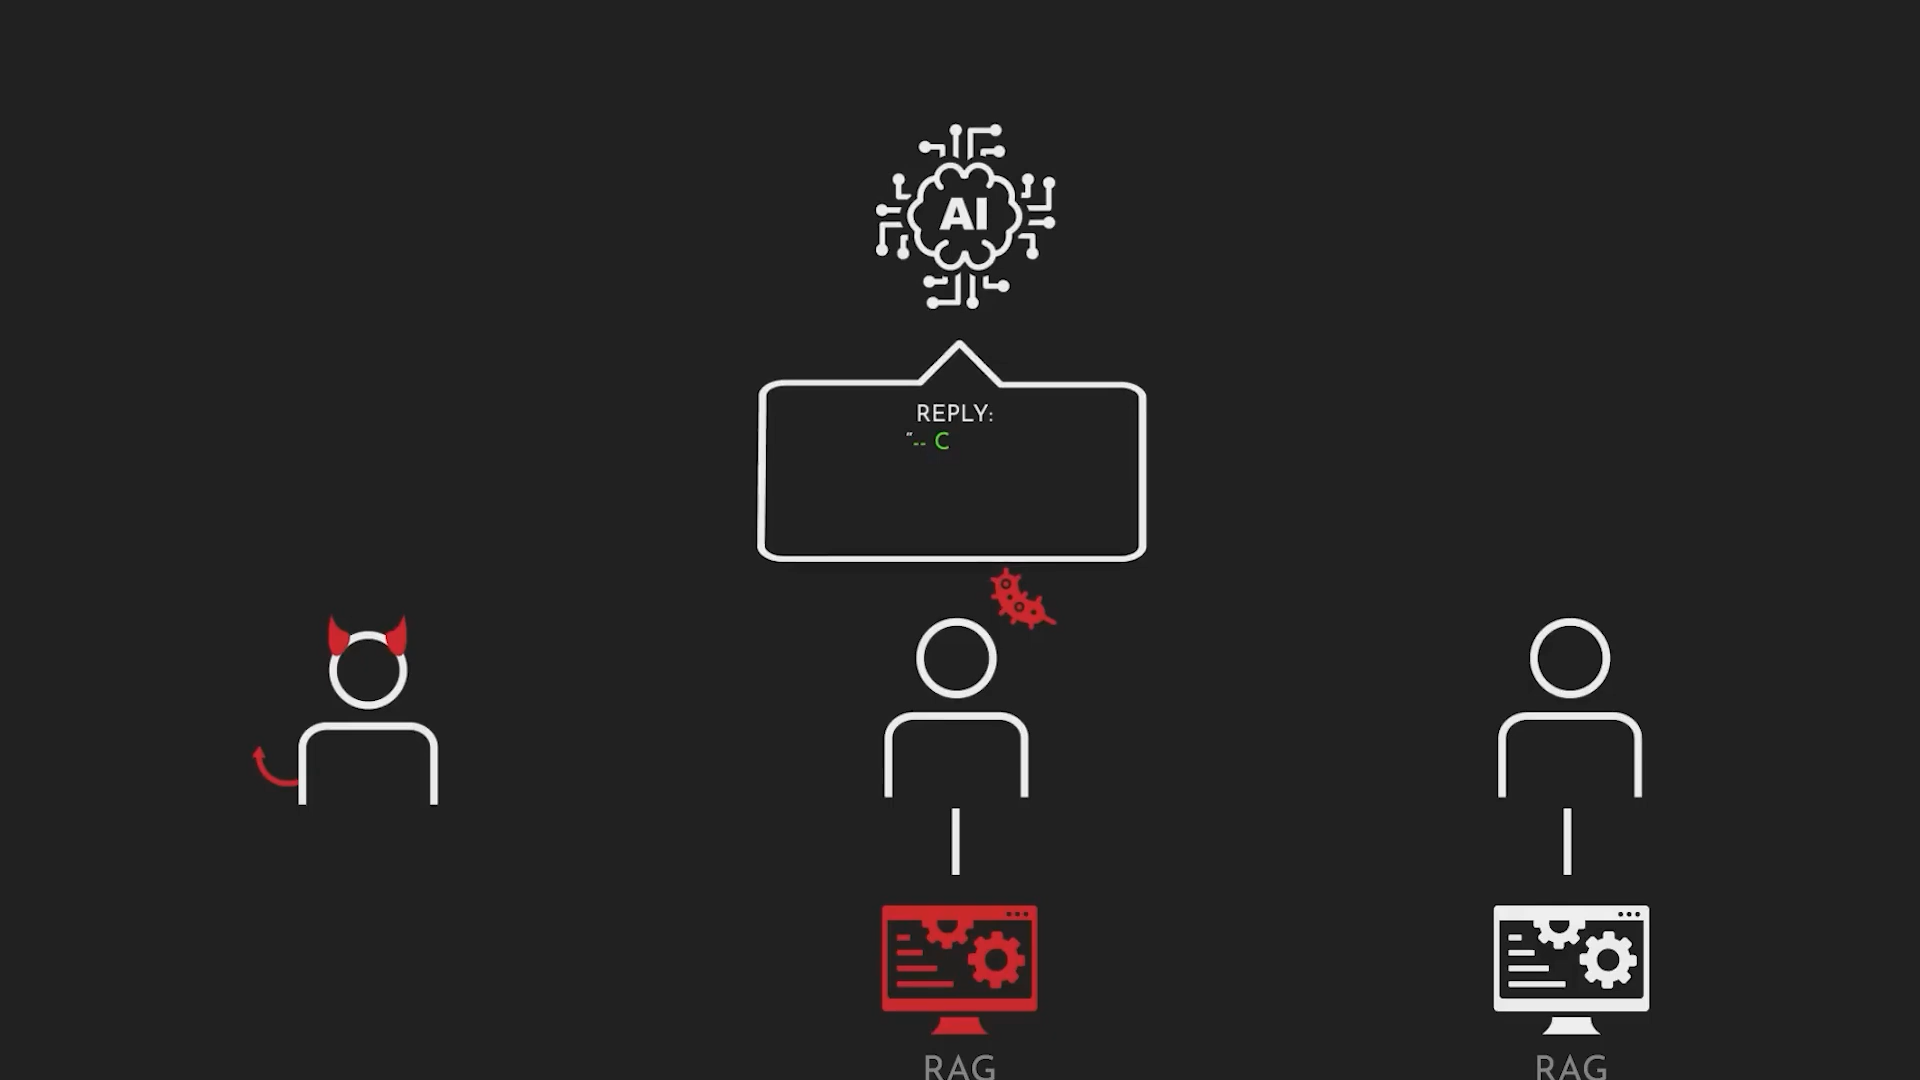 AI
REPLY:
"-- C
RAG
RAG